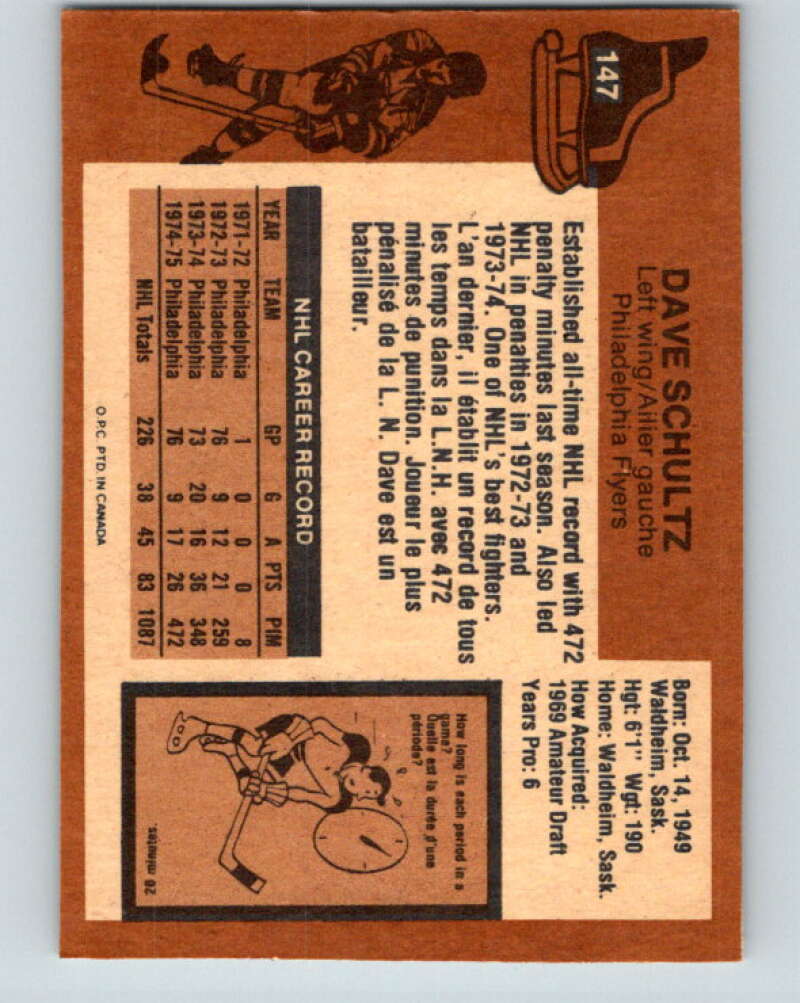 147
DAVE SCHULTZ
Left wing/Ailier gauche
Philadelphia Flyers
Born: Oct. 14, 1949
Waldheim, Sask.
Hgt: 6'1" Wgt: 190
Home: Waldheim, Sask.
How Acquired:
1969 Amateur Draft
Years Pro: 6
Established all-time NHL record with 472
penalty minutes last season. Also led
NHL in penalties in 1972-73 and
1973-74. One of NHL's best fighters.
L'an dernier, il établit un record de tous
les temps dans la L.N.H. avec 472
minutes de punition. Joueur le plus
pénalisé de la L. N. Dave est un
batailleur.
NHL CAREER RECORD
YEAR TEAM GP G A PTS PIM
1971-72 Philadelphia 1 0 0 0 8
1972-73 Philadelphia 76 9 12 21 259
1973-74 Philadelphia 73 20 16 36 348
1974-75 Philadelphia 76 9 17 26 472
NHL Totals 226 38 45 83 1087
How long is each period in a
game?
Quelle est la durée d'une
période?
20 minutes.
O.P.C. PTD. IN CANADA